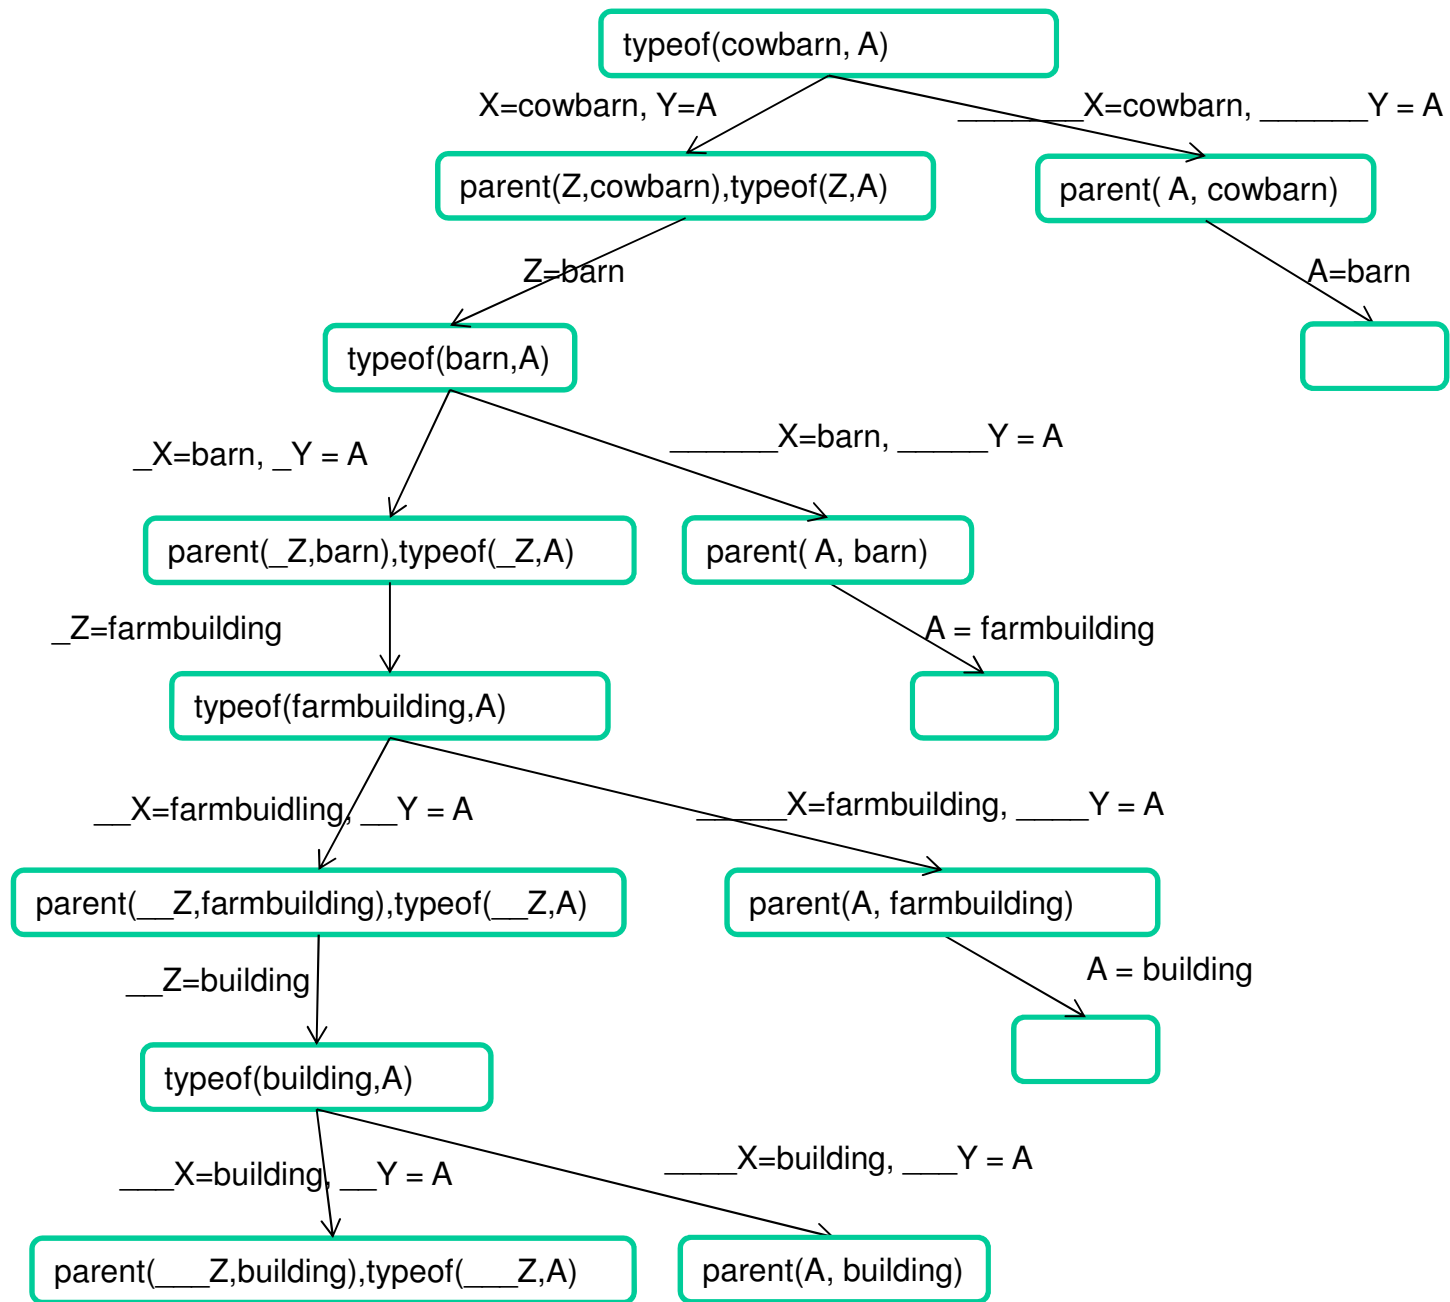 typeof(cowbarn, A)
X=cowbarn, Y=A
_______X=cowbarn, ______Y = A
parent(Z,cowbarn),typeof(Z,A)
parent( A, cowbarn)
Z=barn
A=barn
typeof(barn,A)
_X=barn, _Y = A
______X=barn, _____Y = A
parent(_Z,barn),typeof(_Z,A)
parent( A, barn)
_Z=farmbuilding
A = farmbuilding
typeof(farmbuilding,A)
__X=farmbuidling, __Y = A
_____X=farmbuilding, ____Y = A
parent(__Z,farmbuilding),typeof(__Z,A)
parent(A, farmbuilding)
__Z=building
A = building
typeof(building,A)
___X=building, __Y = A
____X=building, ___Y = A
parent(___Z,building),typeof(___Z,A)
parent(A, building)